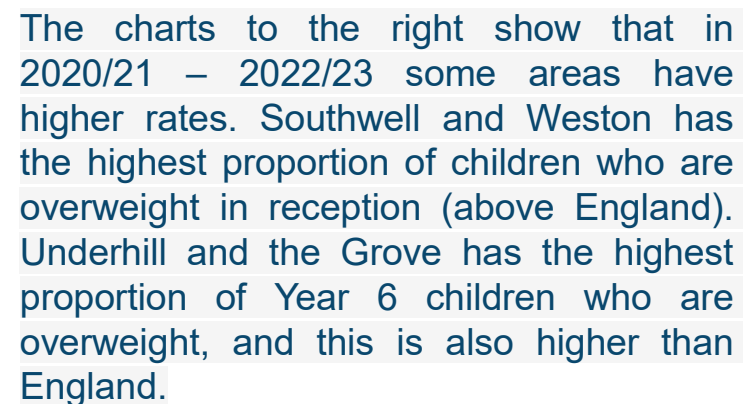 The charts to the right show that in
2020/21 – 2022/23 some areas have
higher rates. Southwell and Weston has
the highest proportion of children who are
overweight in reception (above England).
Underhill and the Grove has the highest
proportion of Year 6 children who are
overweight, and this is also higher than
England.